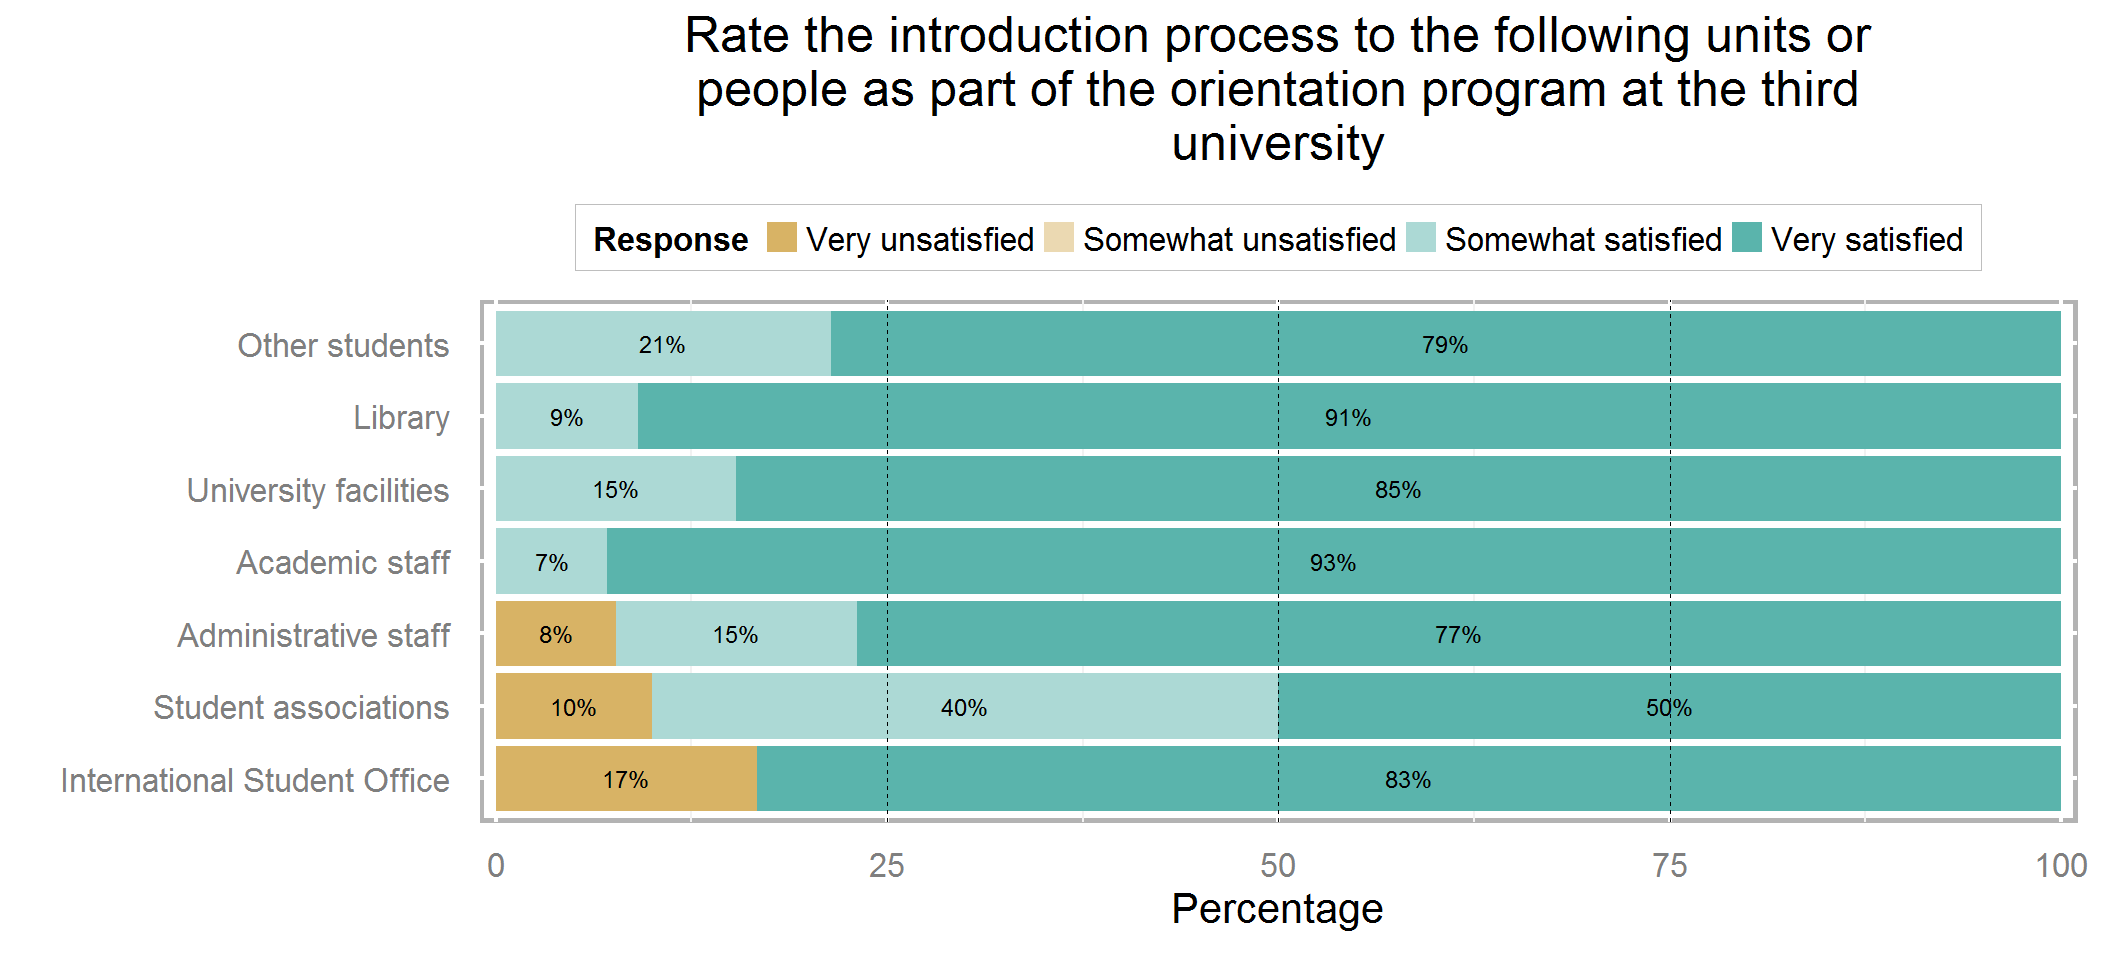 Rate the introduction process to the following units or
people as part of the orientation program at the third
university
Response Very unsatisfied Somewhat unsatisfied Somewhat satisfied Very satisfied
Other students 21% 79%
Library 9% 91%
University facilities 15% 85%
Academic staff 7% 93%
Administrative staff 8% 15% 77%
Student associations 10% 40% 50%
International Student Office 17% 83%
0 25 50 75 100
Percentage